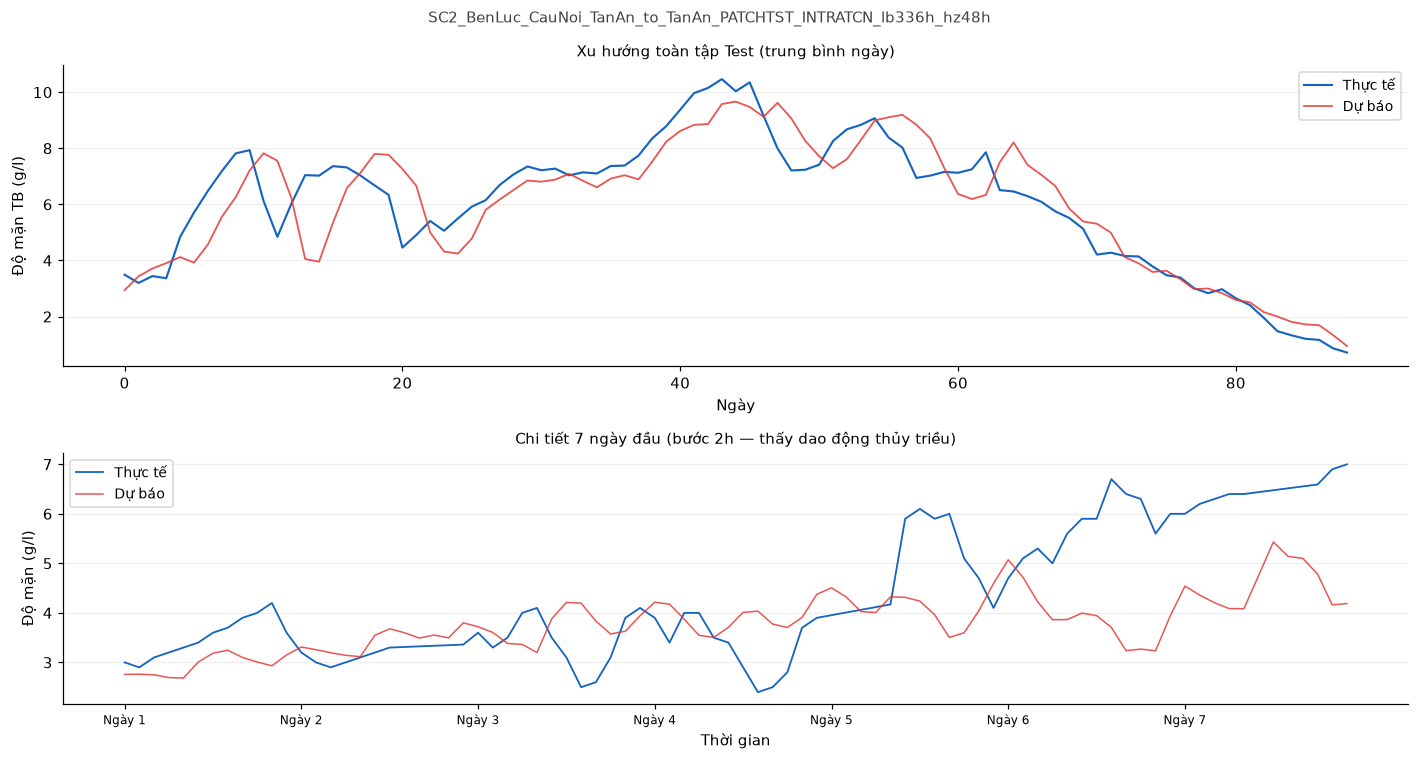 SC2_BenLuc_CauNoi_TanAn_to_TanAn_PATCHTST_INTRATCN_lb336h_hz48h
Xu hướng toàn tập Test (trung bình ngày)
Độ mặn TB (g/l)
10
8
6
4
2
Thực tế
Dự báo
0 20 40 60 80
Ngày
Chi tiết 7 ngày đầu (bước 2h — thấy dao động thủy triều)
Độ mặn (g/l)
7
6
5
4
3
Thực tế
Dự báo
Ngày 1 Ngày 2 Ngày 3 Ngày 4 Ngày 5 Ngày 6 Ngày 7
Thời gian